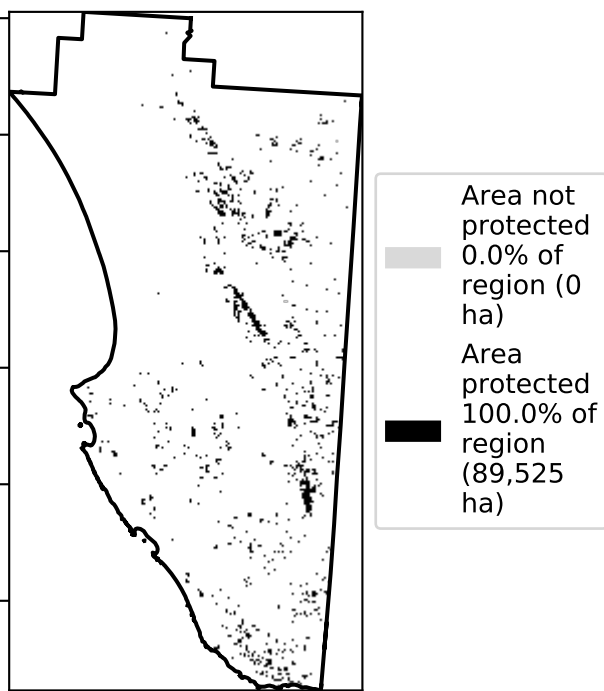 Area not
protected
0.0% of
region (0
ha)
Area
protected
100.0% of
region
(89,525
ha)